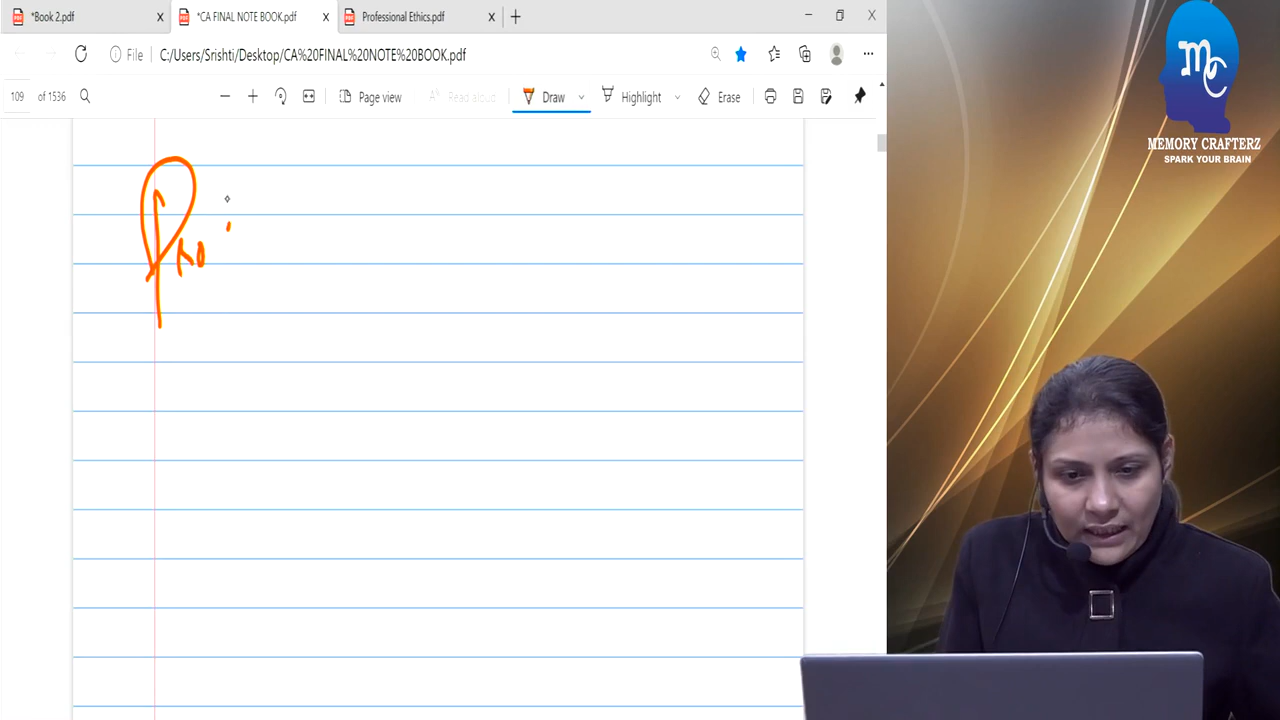 *Book 2.pdf
*CA FINAL NOTE BOOK.pdf
Professional Ethics.pdf
File
C:/Users/Srishti/Desktop/CA%20FINAL%20NOTE%20BOOK.pdf
109 of 1536
Page view
Read aloud
Draw
Highlight
Erase
Pro
mc
MEMORY CRAFTERZ
SPARK YOUR BRAIN